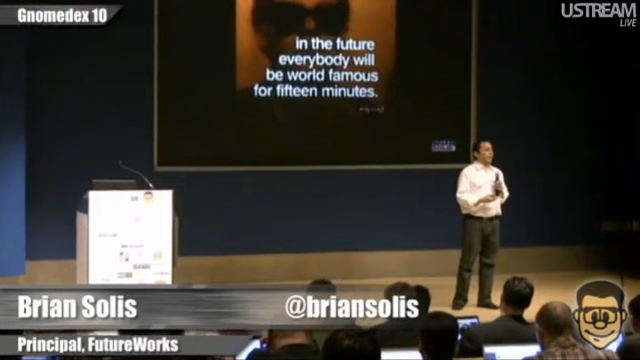 Gnomedex 10
USTREAM
LIVE
in the future
everybody will
be world famous
for fifteen minutes.
Brian Solis @briansolis
Principal, FutureWorks